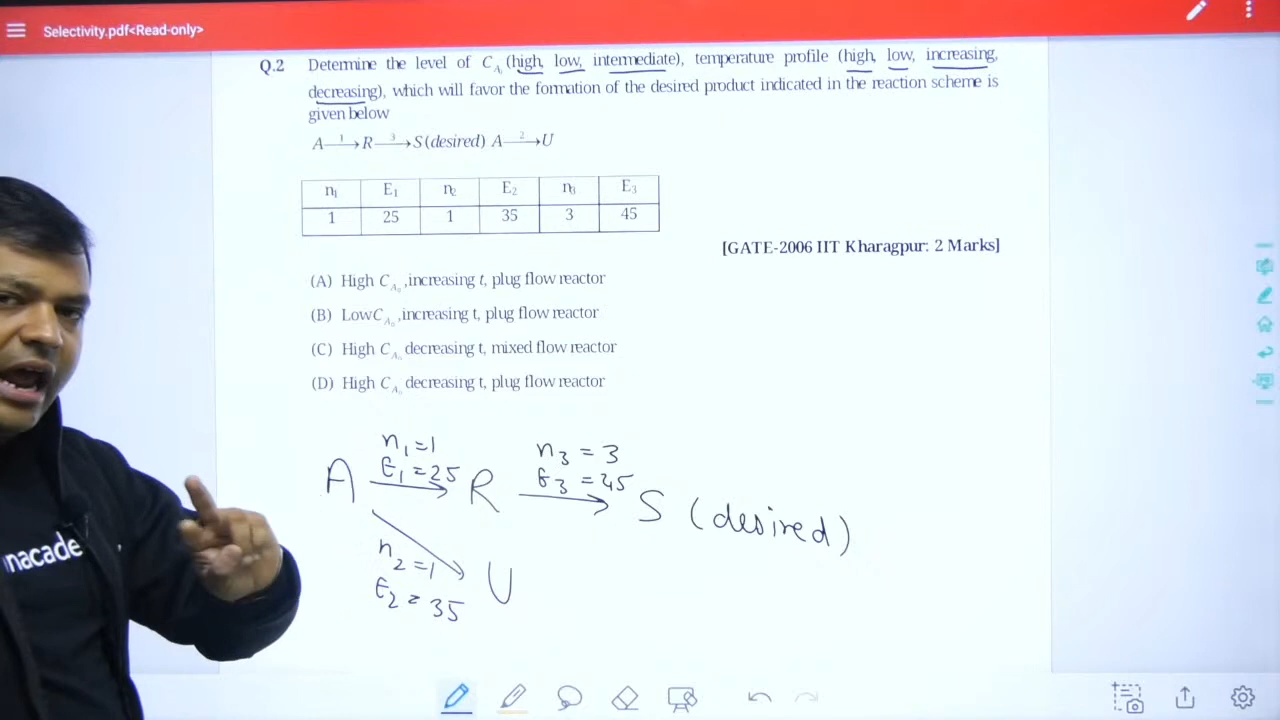 Selectivity.pdf<Read-only>
Q.2 Determine the level of C_A₀ (high, low, intermediate), temperature profile (high, low, increasing,
decreasing), which will favor the formation of the desired product indicated in the reaction scheme is
given below
A —1→ R —3→ S(desired) A —2→ U
n₁ E₁ n₂ E₂ n₃ E₃
1 25 1 35 3 45
[GATE-2006 IIT Kharagpur: 2 Marks]
(A) High C_A₀,increasing t, plug flow reactor
(B) Low C_A₀,increasing t, plug flow reactor
(C) High C_A₀ decreasing t, mixed flow reactor
(D) High C_A₀ decreasing t, plug flow reactor
n₁ = 1
E₁ = 25
n₃ = 3
E₃ = 45
A → R → S (desired)
n₂ = 1
E₂ = 35
U
nacade